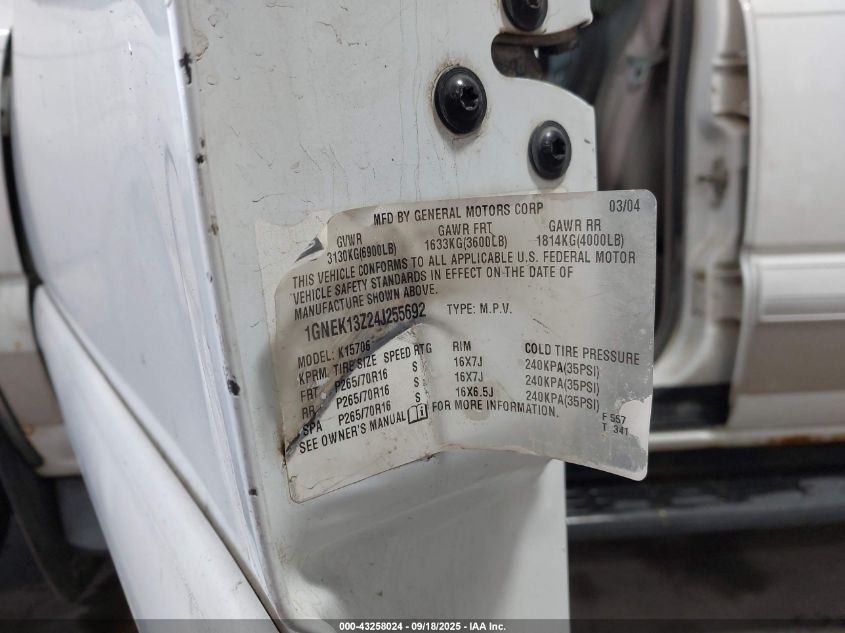 MFD BY GENERAL MOTORS CORP 03/04
GVWR GAWR FRT GAWR RR
3130KG(6900LB) 1633KG(3600LB) 1814KG(4000LB)
THIS VEHICLE CONFORMS TO ALL APPLICABLE U.S. FEDERAL MOTOR
VEHICLE SAFETY STANDARDS IN EFFECT ON THE DATE OF
MANUFACTURE SHOWN ABOVE.
1GNEK13Z24J255692 TYPE: M.P.V.
MODEL: K15706
KPRM. TIRE SIZE SPEED RTG RIM COLD TIRE PRESSURE
FRT P265/70R16 S 16X7J 240KPA(35PSI)
RR P265/70R16 S 16X7J 240KPA(35PSI)
SPA P265/70R16 S 16X6.5J 240KPA(35PSI)
SEE OWNER'S MANUAL FOR MORE INFORMATION.
F 557
T 341
000-43258024 | 09/18/2025 - IAA Inc.